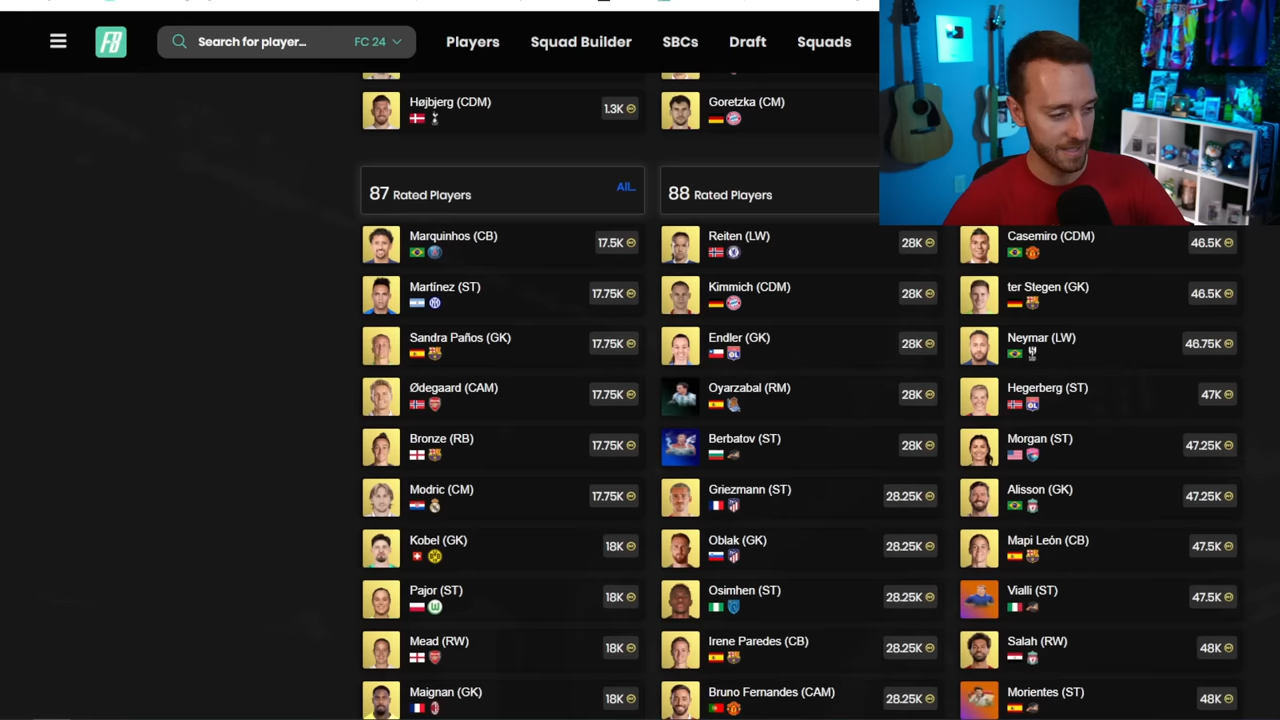 FB
Search for player...
FC 24
Players
Squad Builder
SBCs
Draft
Squads
Højbjerg (CDM)
1.3K
Goretzka (CM)
87 Rated Players
All..
Marquinhos (CB)
17.5K
Martínez (ST)
17.75K
Sandra Paños (GK)
17.75K
Ødegaard (CAM)
17.75K
Bronze (RB)
17.75K
Modric (CM)
17.75K
Kobel (GK)
18K
Pajor (ST)
18K
Mead (RW)
18K
Maignan (GK)
18K
88 Rated Players
Reiten (LW)
28K
Kimmich (CDM)
28K
Endler (GK)
28K
Oyarzabal (RM)
28K
Berbatov (ST)
28K
Griezmann (ST)
28.25K
Oblak (GK)
28.25K
Osimhen (ST)
28.25K
Irene Paredes (CB)
28.25K
Bruno Fernandes (CAM)
28.25K
Casemiro (CDM)
46.5K
ter Stegen (GK)
46.5K
Neymar (LW)
46.75K
Hegerberg (ST)
47K
Morgan (ST)
47.25K
Alisson (GK)
47.25K
Mapi León (CB)
47.5K
Vialli (ST)
47.5K
Salah (RW)
48K
Morientes (ST)
48K